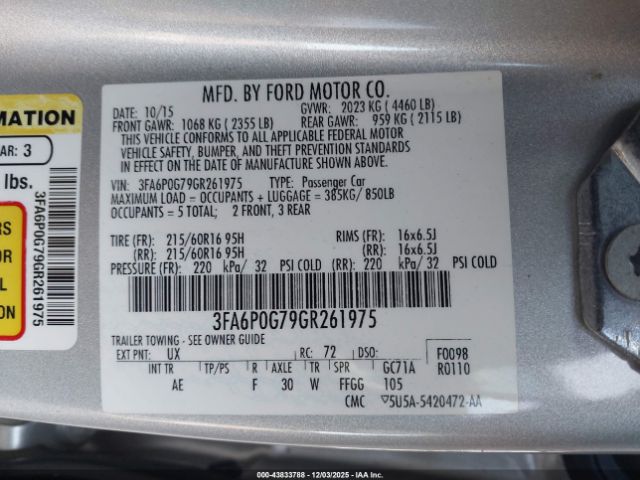 MFD. BY FORD MOTOR CO.
DATE: 10/15 GVWR: 2023 KG ( 4460 LB)
FRONT GAWR: 1068 KG ( 2355 LB) REAR GAWR: 959 KG ( 2115 LB)
THIS VEHICLE CONFORMS TO ALL APPLICABLE FEDERAL MOTOR
VEHICLE SAFETY, BUMPER, AND THEFT PREVENTION STANDARDS
IN EFFECT ON THE DATE OF MANUFACTURE SHOWN ABOVE.
VIN: 3FA6P0G79GR261975 TYPE: Passenger Car
MAXIMUM LOAD = OCCUPANTS + LUGGAGE = 385KG/ 850LB
OCCUPANTS = 5 TOTAL; 2 FRONT, 3 REAR
TIRE (FR): 215/60R16 95H RIMS (FR): 16x6.5J
(RR): 215/60R16 95H (RR): 16x6.5J
PRESSURE (FR): 220 kPa/ 32 PSI COLD (RR): 220 kPa/ 32 PSI COLD
3FA6P0G79GR261975
TRAILER TOWING - SEE OWNER GUIDE
EXT PNT: UX RC: 72 DSO: F0098
INT TR TP/PS R AXLE TR SPR GC71A R0110
AE F 30 W FFGG 105
CMC ▽5U5A-5420472-AA
RMATION
AR: 3
lbs.
RS
OR
L
NS
3FA6P0G79GR261975
000-43833788 - 12/03/2025 - IAAI.COM